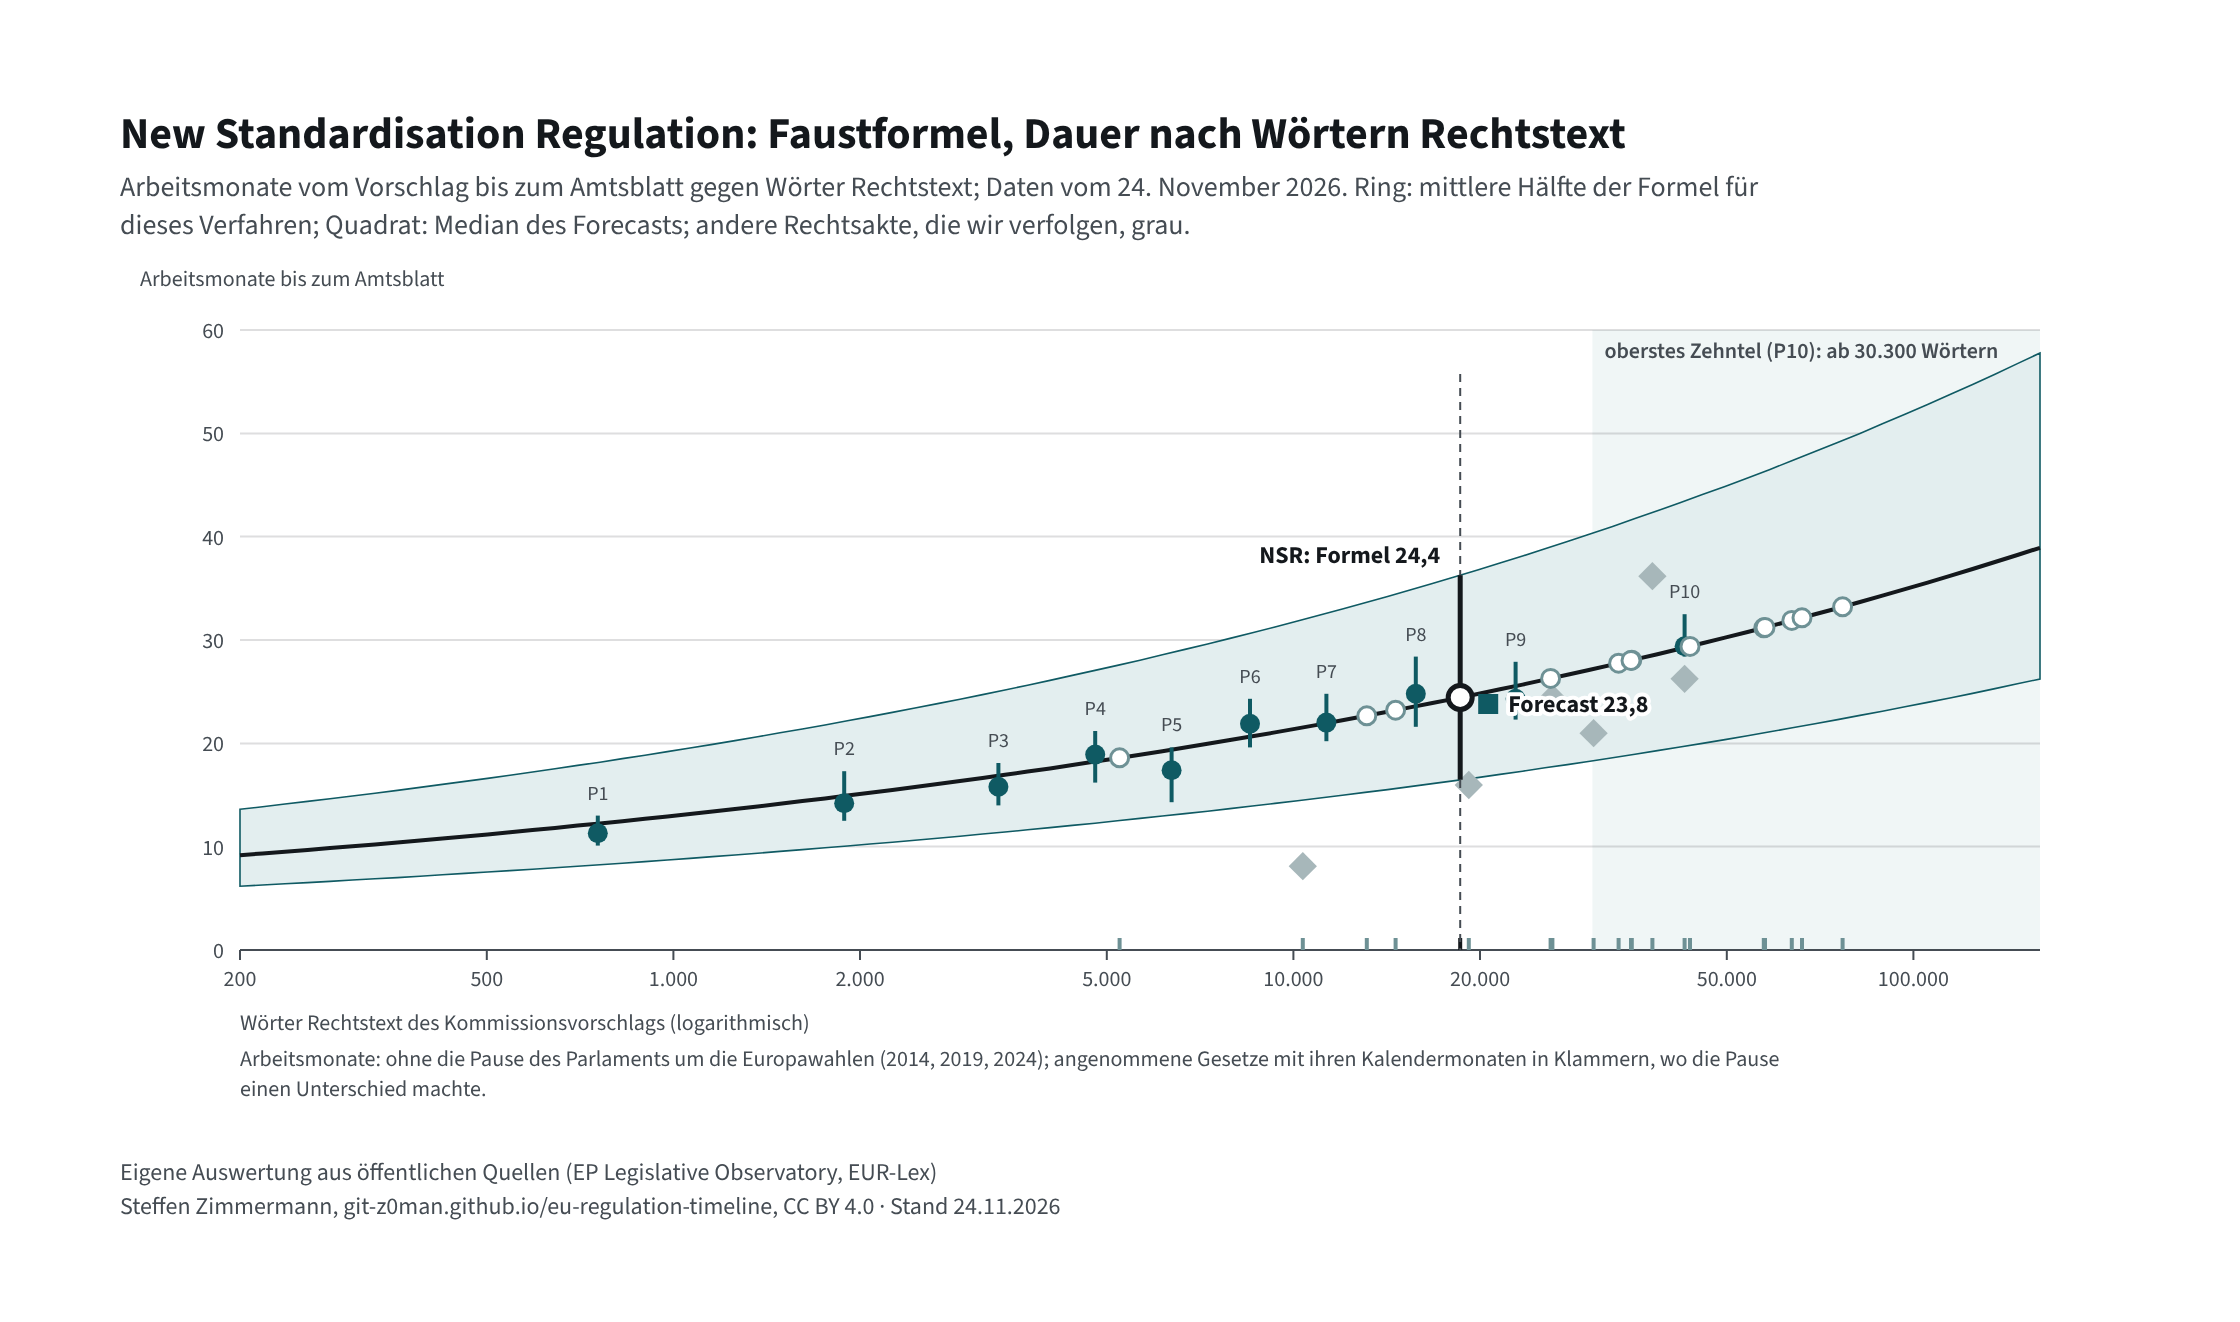 New Standardisation Regulation: Faustformel, Dauer nach Wörtern Rechtstext
Arbeitsmonate vom Vorschlag bis zum Amtsblatt gegen Wörter Rechtstext; Daten vom 24. November 2026. Ring: mittlere Hälfte der Formel für
dieses Verfahren; Quadrat: Median des Forecasts; andere Rechtsakte, die wir verfolgen, grau.
Arbeitsmonate bis zum Amtsblatt
60
oberstes Zehntel (P10): ab 30.300 Wörtern
50
40
NSR: Formel 24,4
P10
30
P8
P9
P7
P6
Forecast 23,8
P4
P5
20
P3
P2
P1
10
0
200 500 1.000 2.000 5.000 10.000 20.000 50.000 100.000
Wörter Rechtstext des Kommissionsvorschlags (logarithmisch)
Arbeitsmonate: ohne die Pause des Parlaments um die Europawahlen (2014, 2019, 2024); angenommene Gesetze mit ihren Kalendermonaten in Klammern, wo die Pause
einen Unterschied machte.
Eigene Auswertung aus öffentlichen Quellen (EP Legislative Observatory, EUR-Lex)
Steffen Zimmermann, git-z0man.github.io/eu-regulation-timeline, CC BY 4.0 · Stand 24.11.2026